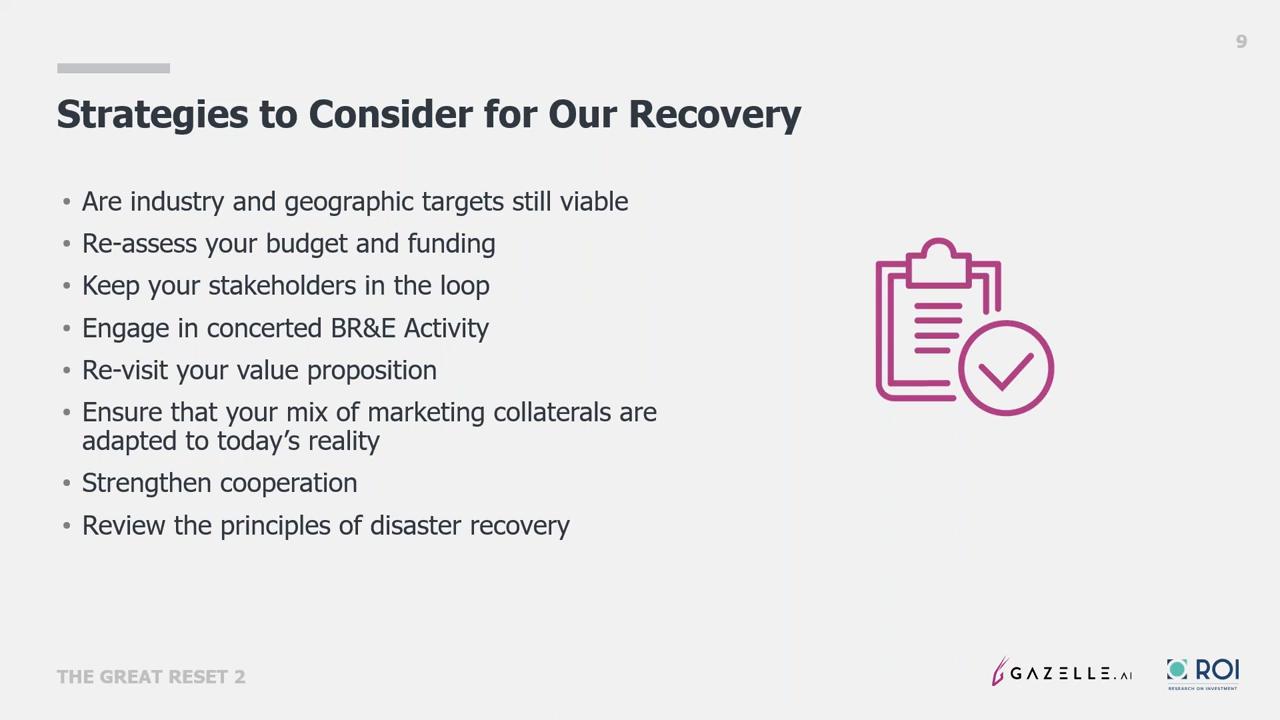 9
Strategies to Consider for Our Recovery
• Are industry and geographic targets still viable
• Re-assess your budget and funding
• Keep your stakeholders in the loop
• Engage in concerted BR&E Activity
• Re-visit your value proposition
• Ensure that your mix of marketing collaterals are
adapted to today’s reality
• Strengthen cooperation
• Review the principles of disaster recovery
THE GREAT RESET 2
GAZELLE.AI
ROI
RESEARCH ON INVESTMENT